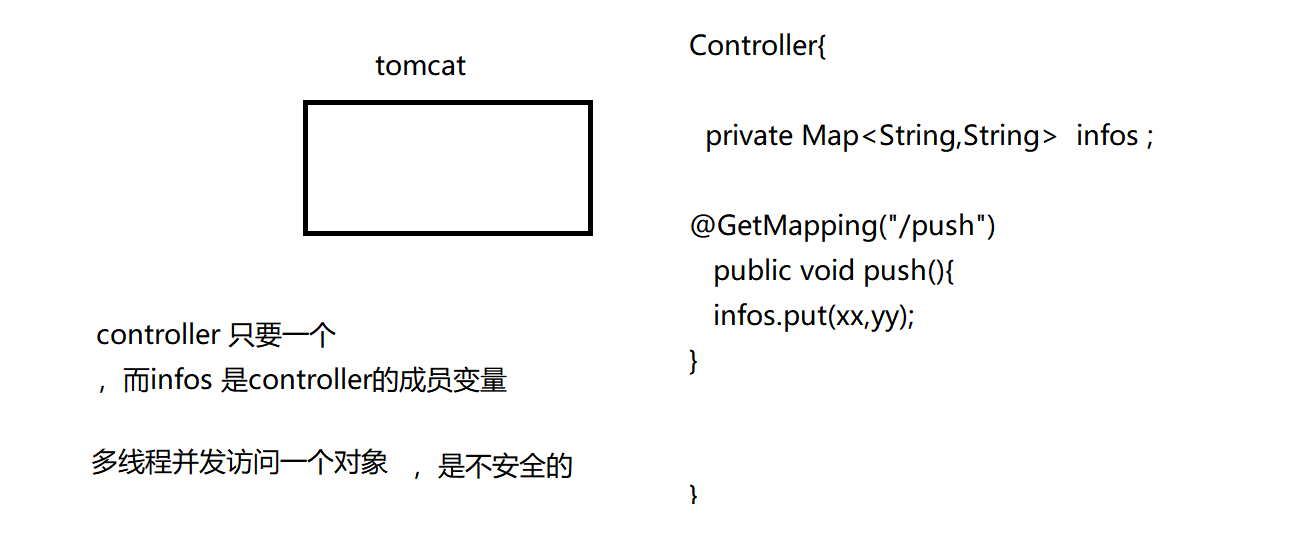 tomcat
controller 只要一个
，而infos 是controller的成员变量
多线程并发访问一个对象 ，是不安全的
Controller{
private Map<String,String> infos ;
@GetMapping("/push")
public void push(){
infos.put(xx,yy);
}
}